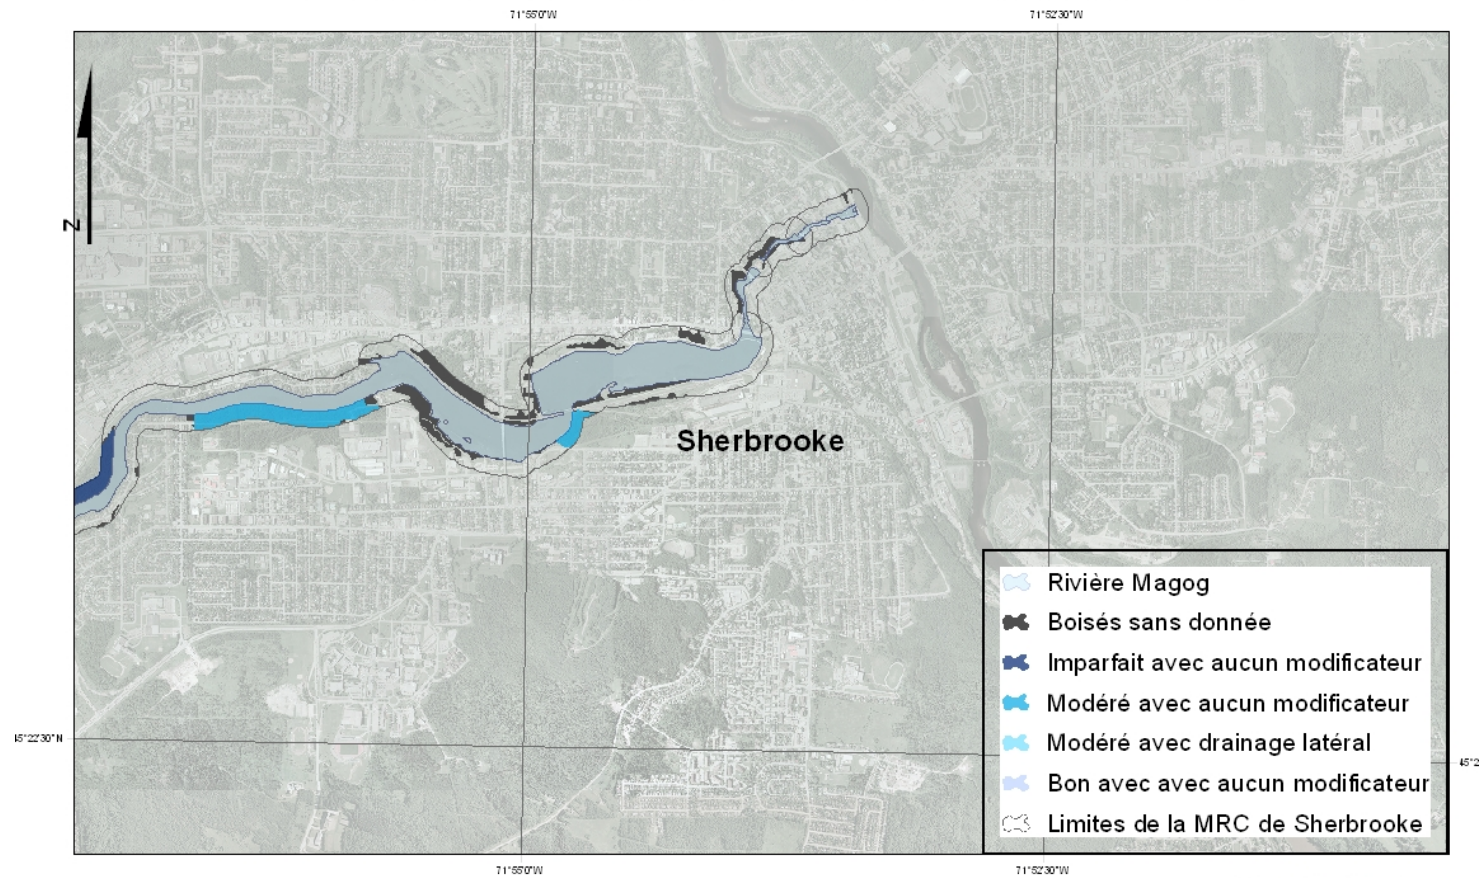 71°55'0"W 71°52'30"W
N
Sherbrooke
Rivière Magog
Boisés sans donnée
Imparfait avec aucun modificateur
Modéré avec aucun modificateur
Modéré avec drainage latéral
Bon avec avec aucun modificateur
Limites de la MRC de Sherbrooke
45°22'30"N
45°2
71°55'0"W 71°52'30"W